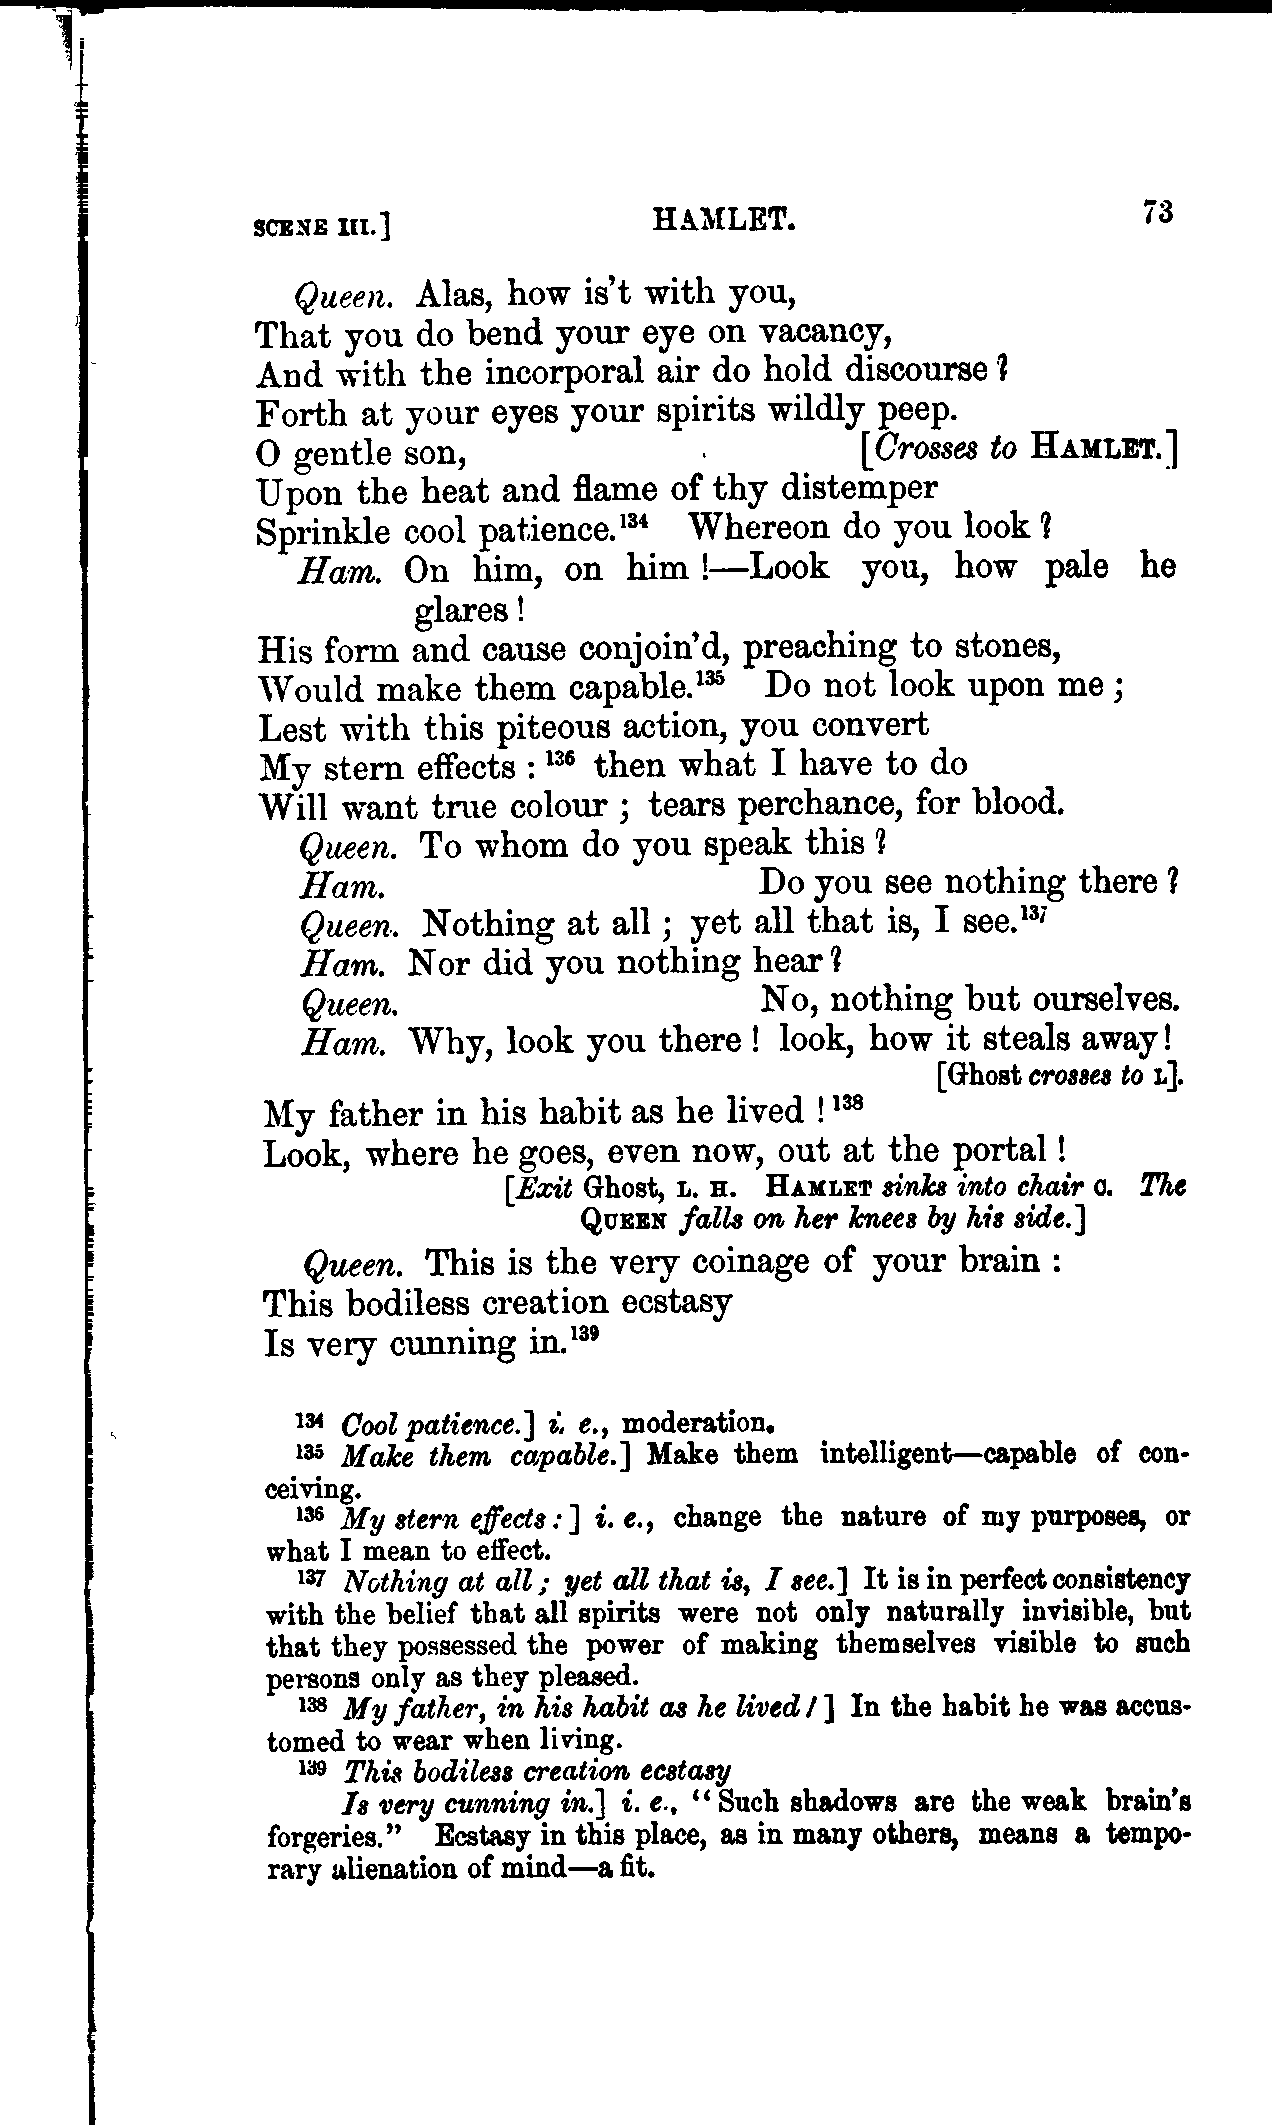 SCENE III.] HAMLET. 73
Queen. Alas, how is't with you,
That you do bend your eye on vacancy,
And with the incorporal air do hold discourse?
Forth at your eyes your spirits wildly peep.
O gentle son, [Crosses to HAMLET.]
Upon the heat and flame of thy distemper
Sprinkle cool patience.¹³⁴ Whereon do you look?
Ham. On him, on him!—Look you, how pale he
glares!
His form and cause conjoin'd, preaching to stones,
Would make them capable.¹³⁵ Do not look upon me;
Lest with this piteous action, you convert
My stern effects:¹³⁶ then what I have to do
Will want true colour; tears perchance, for blood.
Queen. To whom do you speak this?
Ham. Do you see nothing there?
Queen. Nothing at all; yet all that is, I see.¹³⁷
Ham. Nor did you nothing hear?
Queen. No, nothing but ourselves.
Ham. Why, look you there! look, how it steals away!
[Ghost crosses to L].
My father in his habit as he lived!¹³⁸
Look, where he goes, even now, out at the portal!
[Exit Ghost, L. H. HAMLET sinks into chair C. The
QUEEN falls on her knees by his side.]
Queen. This is the very coinage of your brain:
This bodiless creation ecstasy
Is very cunning in.¹³⁹
¹³⁴ Cool patience.] i. e., moderation.
¹³⁵ Make them capable.] Make them intelligent—capable of con-
ceiving.
¹³⁶ My stern effects:] i. e., change the nature of my purposes, or
what I mean to effect.
¹³⁷ Nothing at all; yet all that is, I see.] It is in perfect consistency
with the belief that all spirits were not only naturally invisible, but
that they possessed the power of making themselves visible to such
persons only as they pleased.
¹³⁸ My father, in his habit as he lived!] In the habit he was accus-
tomed to wear when living.
¹³⁹ This bodiless creation ecstasy
Is very cunning in.] i. e., "Such shadows are the weak brain's
forgeries." Ecstasy in this place, as in many others, means a tempo-
rary alienation of mind—a fit.